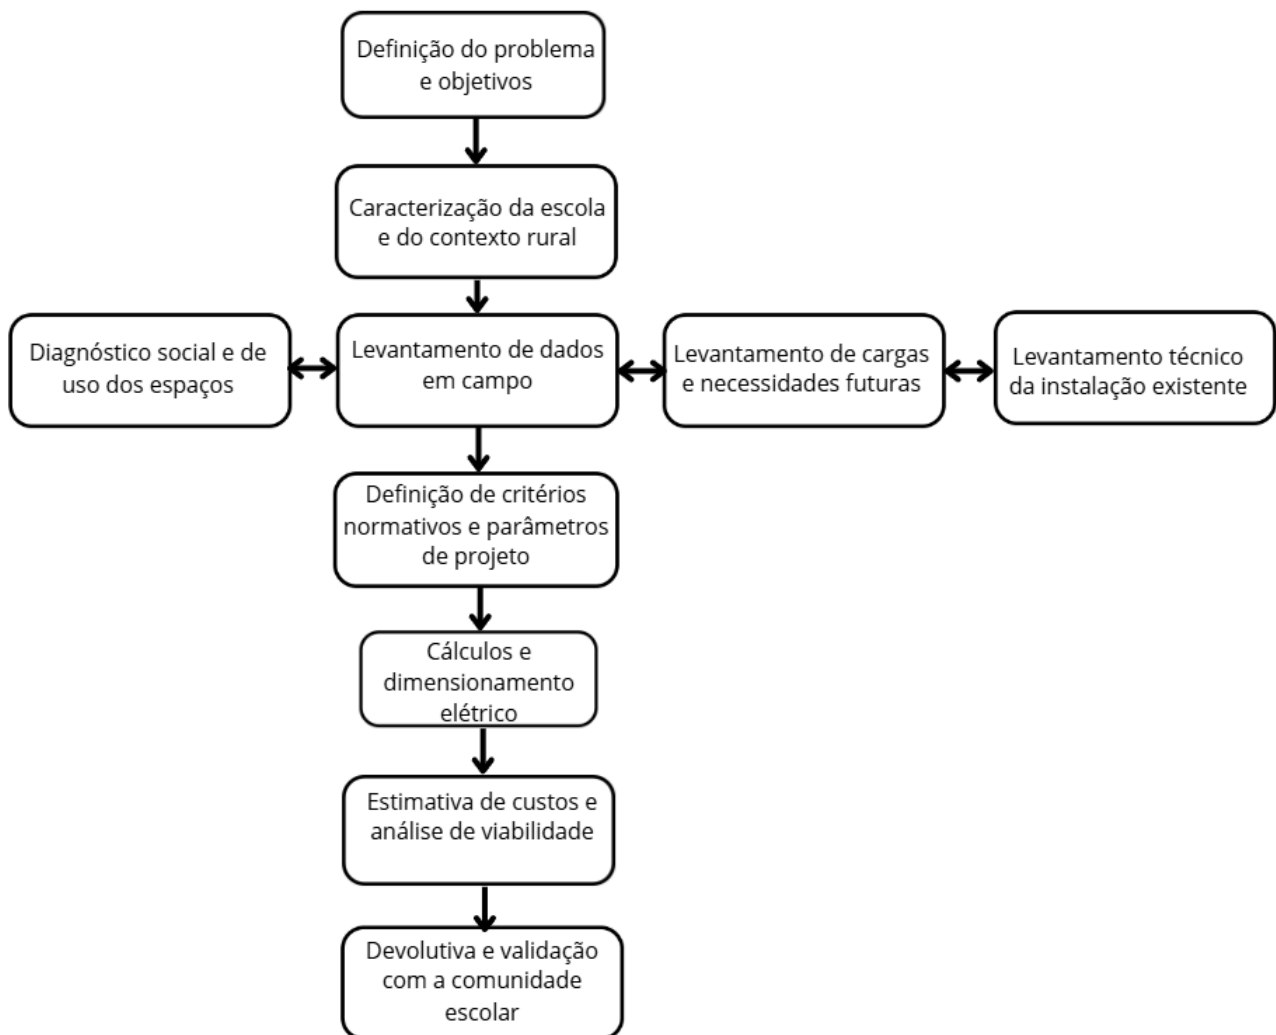 Definição do problema
e objetivos
Caracterização da escola
e do contexto rural
Diagnóstico social e de
uso dos espaços
Levantamento de dados
em campo
Levantamento de cargas
e necessidades futuras
Levantamento técnico
da instalação existente
Definição de critérios
normativos e parâmetros
de projeto
Cálculos e
dimensionamento
elétrico
Estimativa de custos e
análise de viabilidade
Devolutiva e validação
com a comunidade
escolar